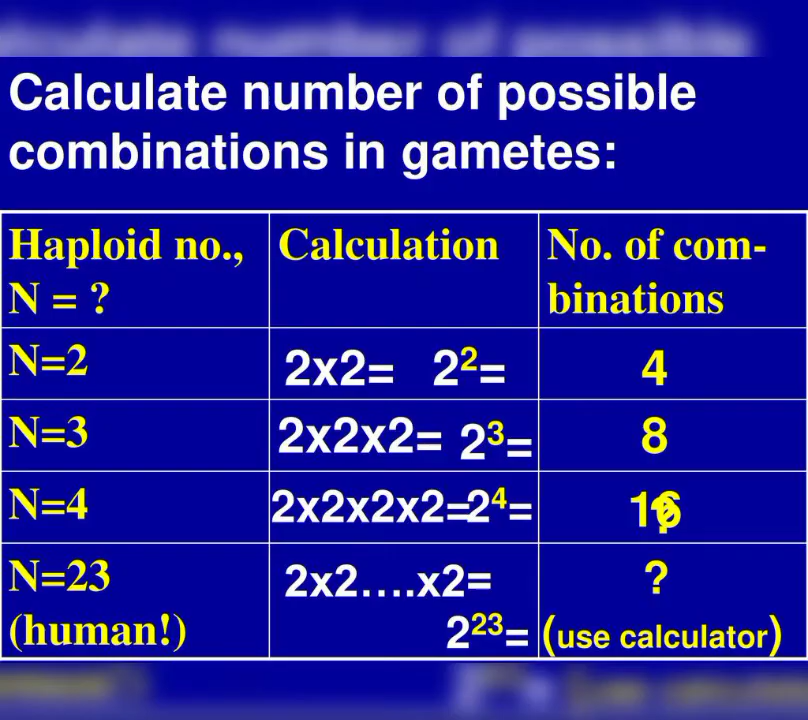 Calculate number of possible
combinations in gametes:
Haploid no.,
N = ?
Calculation
No. of com-
binations
N=2
2x2= 2²=
4
N=3
2x2x2= 2³=
8
N=4
2x2x2x2=2⁴=
16
N=23
(human!)
2x2….x2=
2²³=
?
(use calculator)